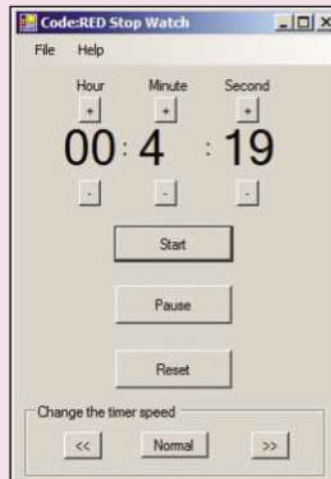 Code:RED Stop Watch
File Help
Hour Minute Second
+ + +
00 : 4 : 19
- - -
Start
Pause
Reset
Change the timer speed
<< Normal >>